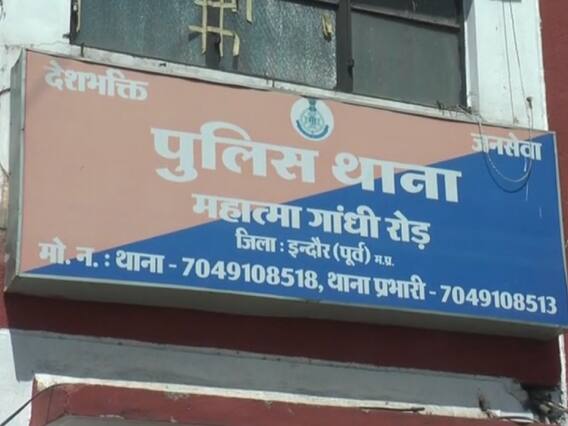 देशभक्ति
जनसेवा
पुलिस थाना
महात्मा गांधी रोड़
जिला : इन्दौर (पूर्व) म.प्र.
मो. न. : थाना - 7049108518, थाना प्रभारी - 7049108513